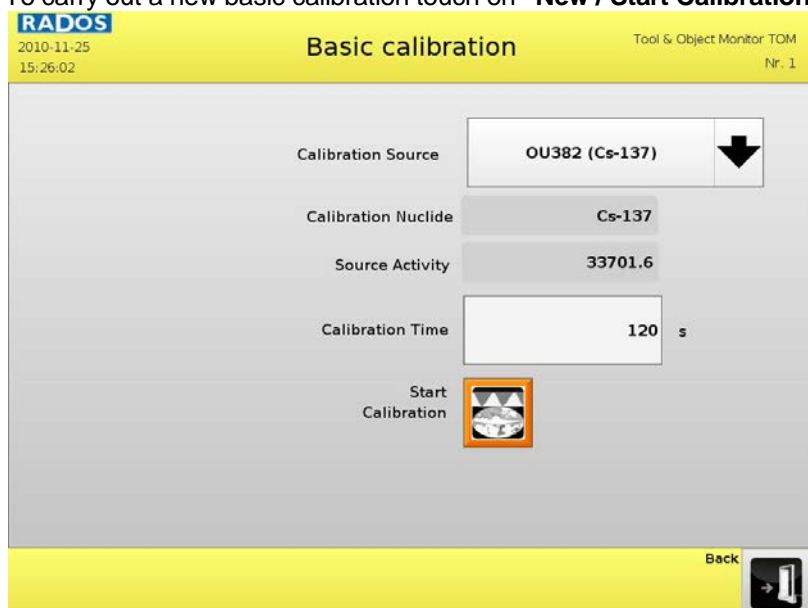 To carry out a new basic calibration touch on "New / Start Calibration
RADOS
2010-11-25
15:26:02
Basic calibration
Tool & Object Monitor TOM
Nr. 1
Calibration Source
OU382 (Cs-137)
Calibration Nuclide
Cs-137
Source Activity
33701.6
Calibration Time
120 s
Start
Calibration
Back